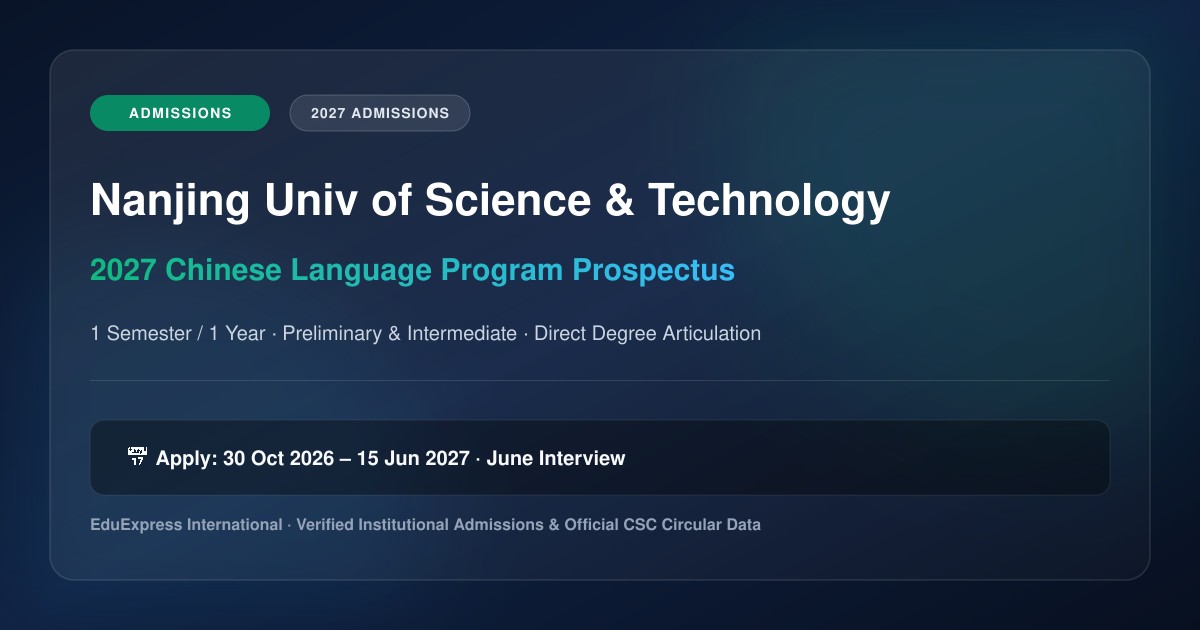 ADMISSIONS
2027 ADMISSIONS
Nanjing Univ of Science & Technology
2027 Chinese Language Program Prospectus
1 Semester / 1 Year · Preliminary & Intermediate · Direct Degree Articulation
Apply: 30 Oct 2026 – 15 Jun 2027 · June Interview
EduExpress International · Verified Institutional Admissions & Official CSC Circular Data